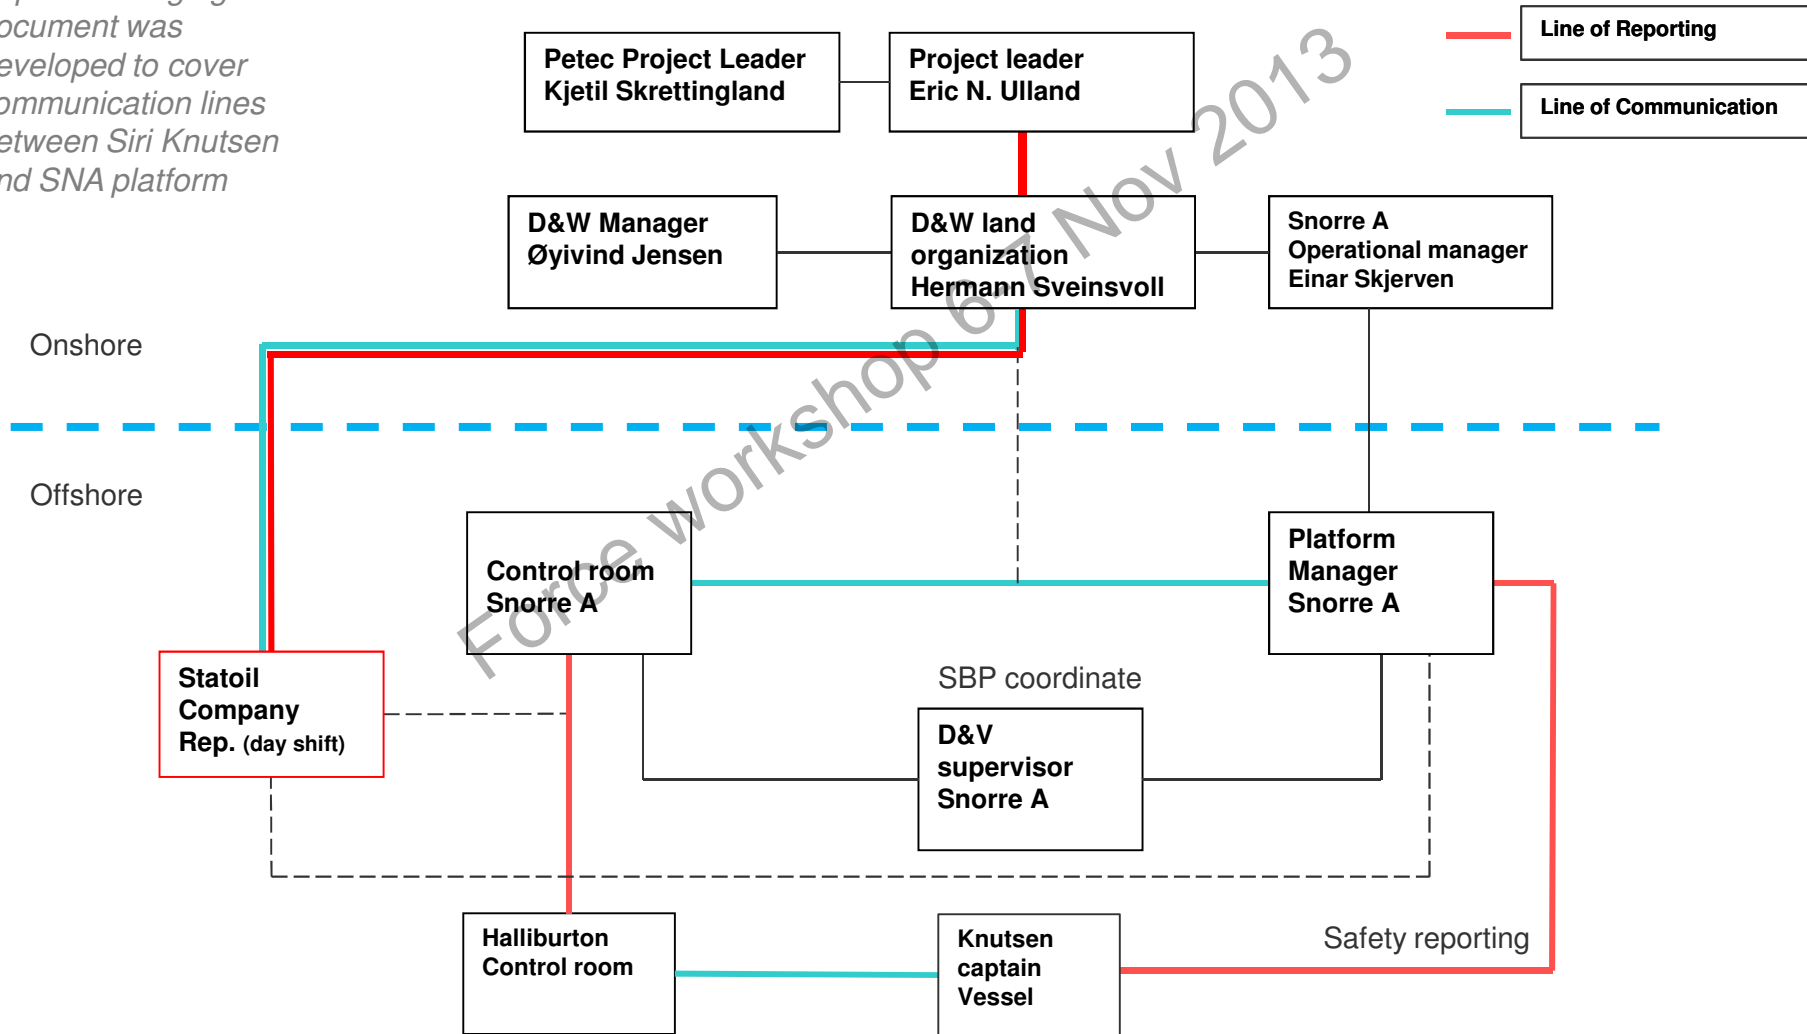 ocument was
eveloped to cover
ommunication lines
etween Siri Knutsen
nd SNA platform
Petec Project Leader
Kjetil Skrettingland
Project leader
Eric N. Ulland
Line of Reporting
Line of Communication
D&W Manager
Øyivind Jensen
D&W land
organization
Hermann Sveinsvoll
Snorre A
Operational manager
Einar Skjerven
Onshore
Offshore
Force workshop 6-7 Nov 2013
Control room
Snorre A
Platform
Manager
Snorre A
Statoil
Company
Rep. (day shift)
SBP coordinate
D&V
supervisor
Snorre A
Halliburton
Control room
Knutsen
captain
Vessel
Safety reporting